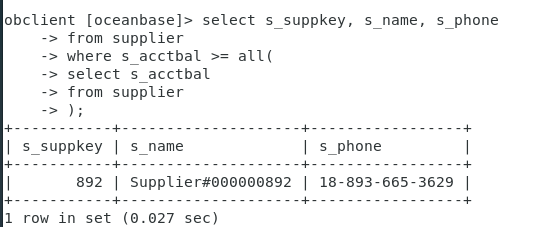 obclient [oceanbase]> select s_suppkey, s_name, s_phone
    -> from supplier
    -> where s_acctbal >= all(
    -> select s_acctbal
    -> from supplier
    -> );
+-----------+--------------------+-----------------+
| s_suppkey | s_name             | s_phone         |
+-----------+--------------------+-----------------+
|       892 | Supplier#000000892 | 18-893-665-3629 |
+-----------+--------------------+-----------------+
1 row in set (0.027 sec)